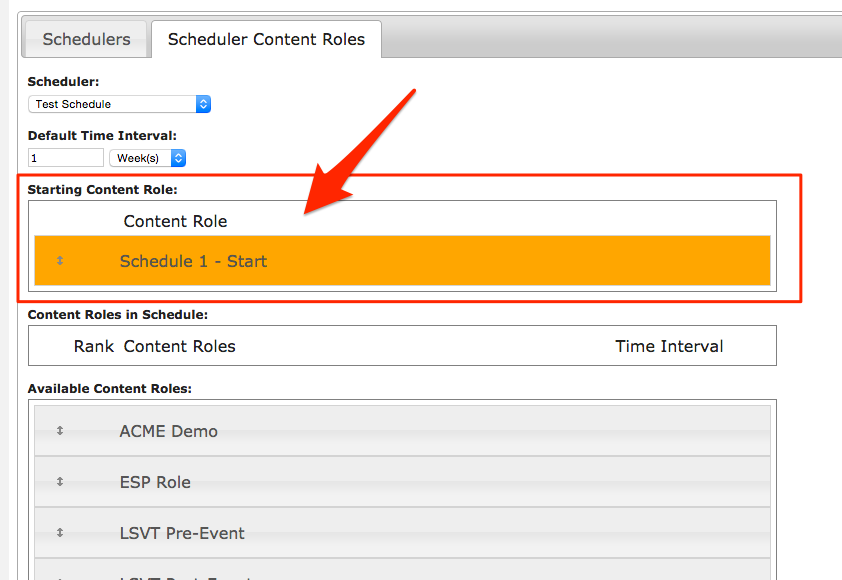 Schedulers Scheduler Content Roles
Scheduler:
Test Schedule
Default Time Interval:
1 Week(s)
Starting Content Role:
Content Role
Schedule 1 - Start
Content Roles in Schedule:
Rank Content Roles Time Interval
Available Content Roles:
ACME Demo
ESP Role
LSVT Pre-Event